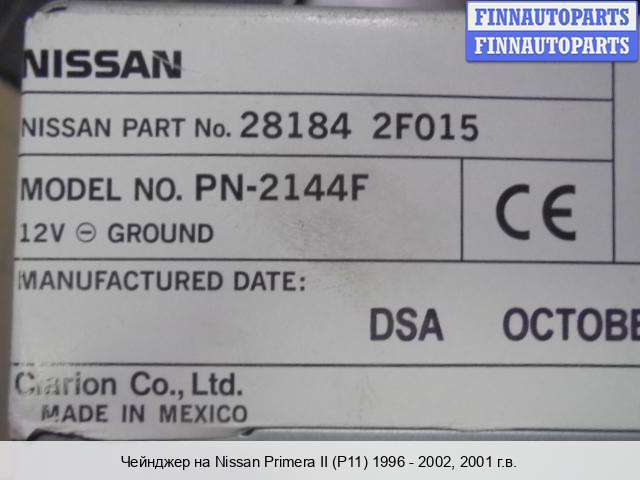 FINNAUTOPARTS
FINNAUTOPARTS
NISSAN
NISSAN PART No. 28184 2F015
MODEL NO. PN-2144F
12V ⊖ GROUND
CE
MANUFACTURED DATE:
DSA OCTOBE
Clarion Co., Ltd.
MADE IN MEXICO
Чейнджер на Nissan Primera II (P11) 1996 - 2002, 2001 г.в.